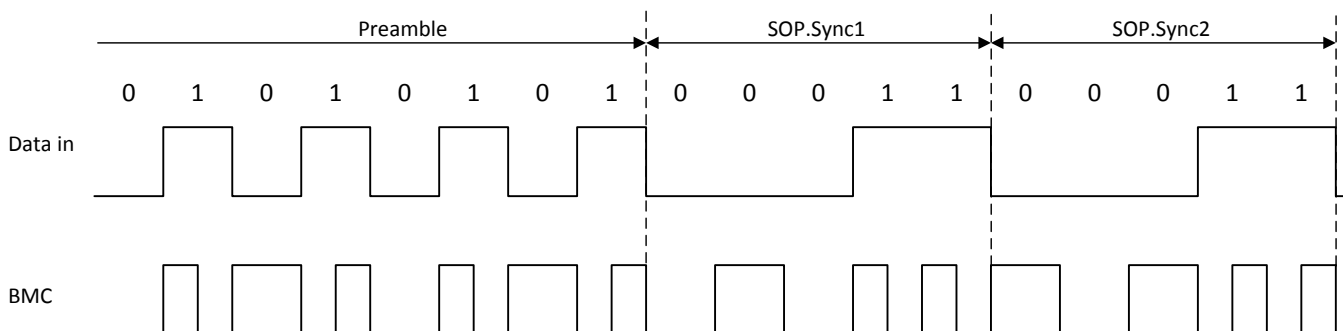 Preamble SOP.Sync1 SOP.Sync2
0 1 0 1 0 1 0 1 0 0 0 1 1 0 0 0 1 1
Data in
BMC